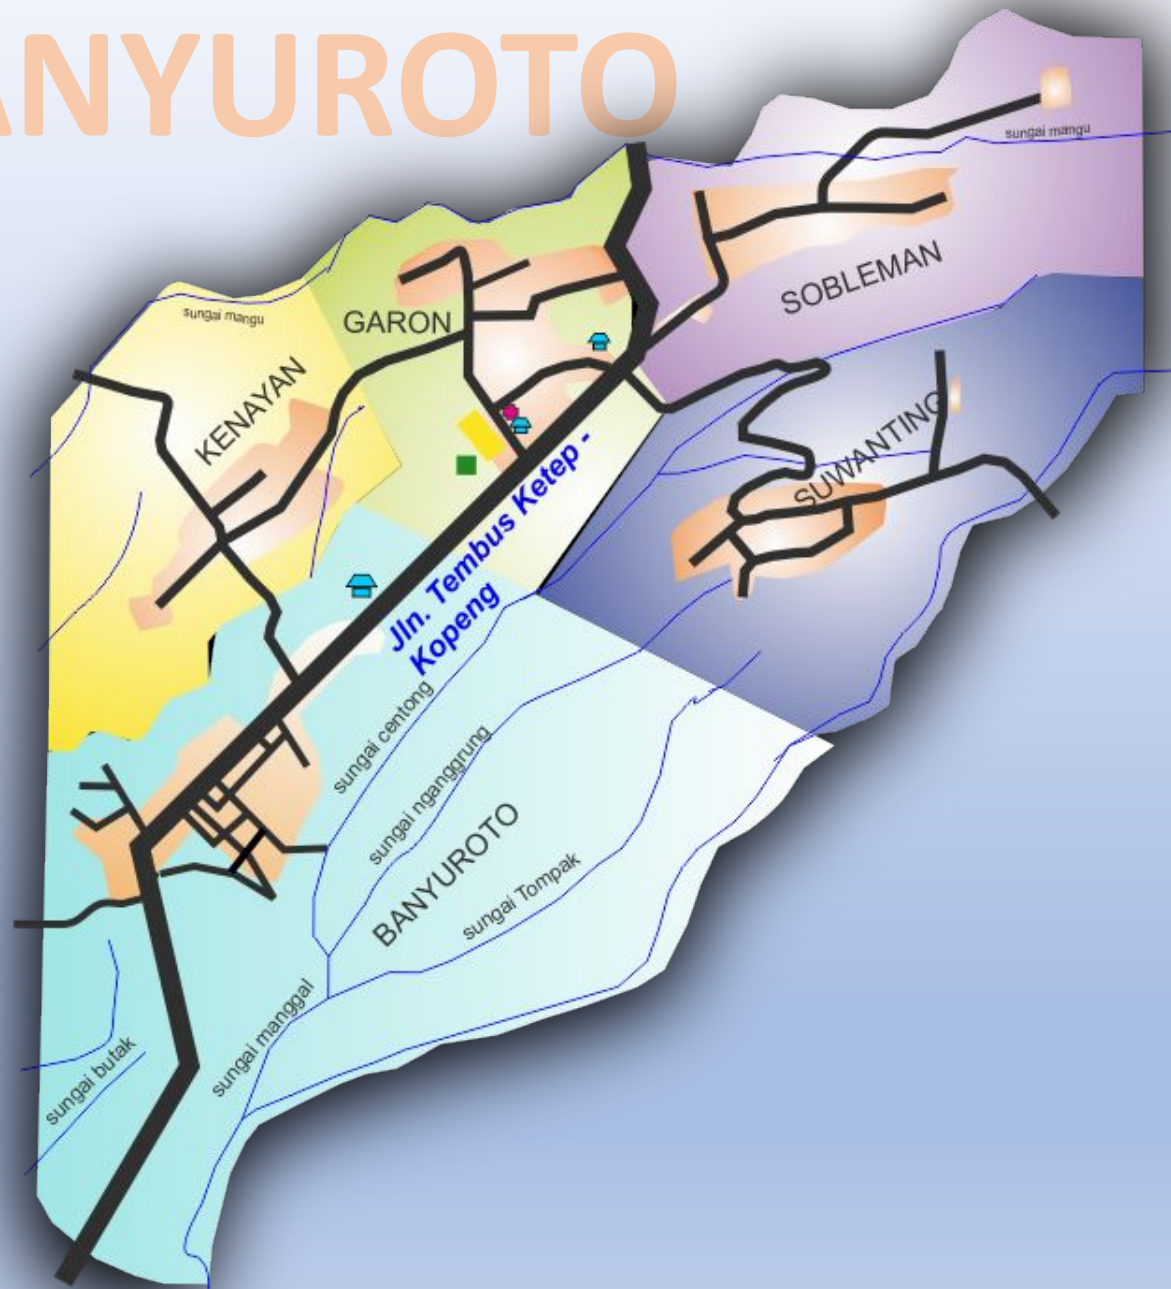 ANYUROTO
sungai mangu
SOBLEMAN
sungai mangu
GARON
KENAYAN
SUWANTING
Jln. Tembus Ketep -
Kopeng
sungai centong
sungai nganggrung
BANYUROTO
sungai Tompak
sungai manggal
sungai butak